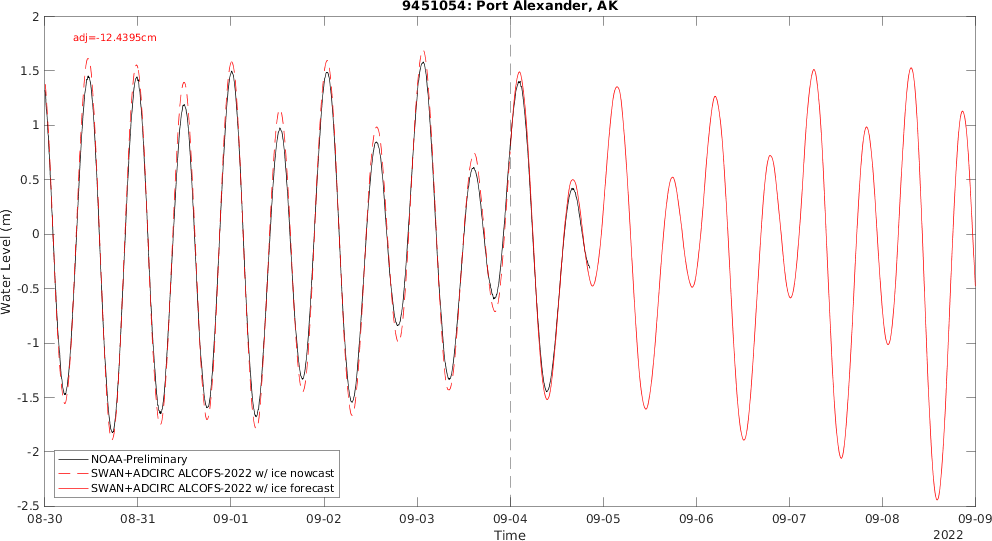 9451054: Port Alexander, AK
adj=-12.4395cm
Water Level (m)
2
1.5
1
0.5
0
-0.5
-1
-1.5
-2
-2.5
NOAA-Preliminary
SWAN+ADCIRC ALCOFS-2022 w/ ice nowcast
SWAN+ADCIRC ALCOFS-2022 w/ ice forecast
08-30 08-31 09-01 09-02 09-03 09-04 09-05 09-06 09-07 09-08 09-09
Time
2022